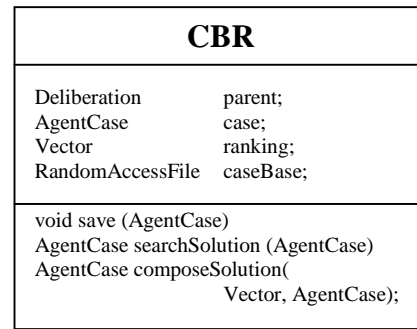 CBR
Deliberation parent;
AgentCase case;
Vector ranking;
RandomAccessFile caseBase;
void save (AgentCase)
AgentCase searchSolution (AgentCase)
AgentCase composeSolution(
Vector, AgentCase);